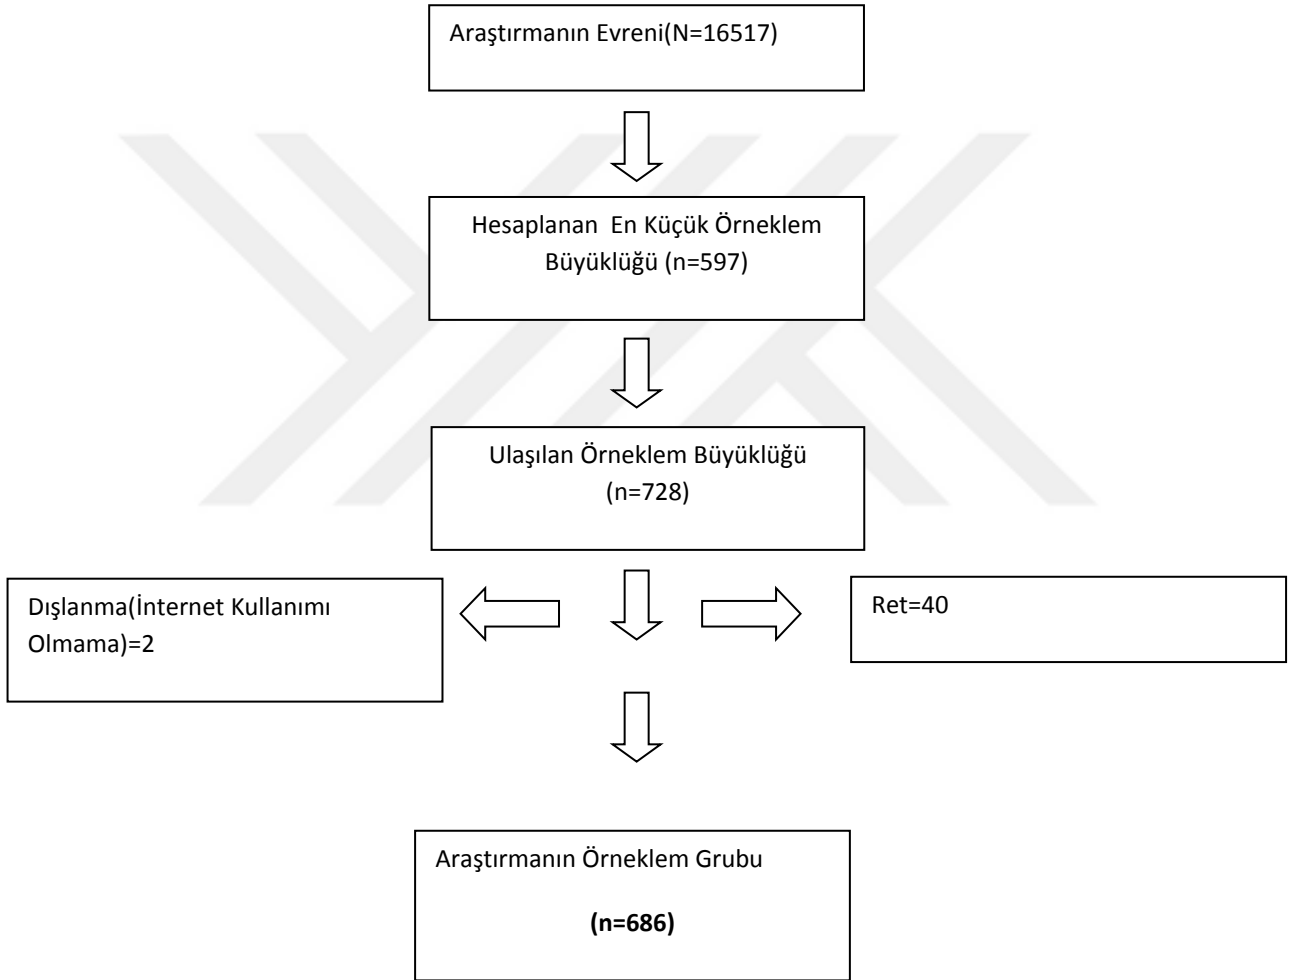 Araştırmanın Evreni(N=16517)
Hesaplanan  En Küçük Örneklem
Büyüklüğü (n=597)
Ulaşılan Örneklem Büyüklüğü
(n=728)
Dışlanma(İnternet Kullanımı
Olmama)=2
Ret=40
Araştırmanın Örneklem Grubu
(n=686)